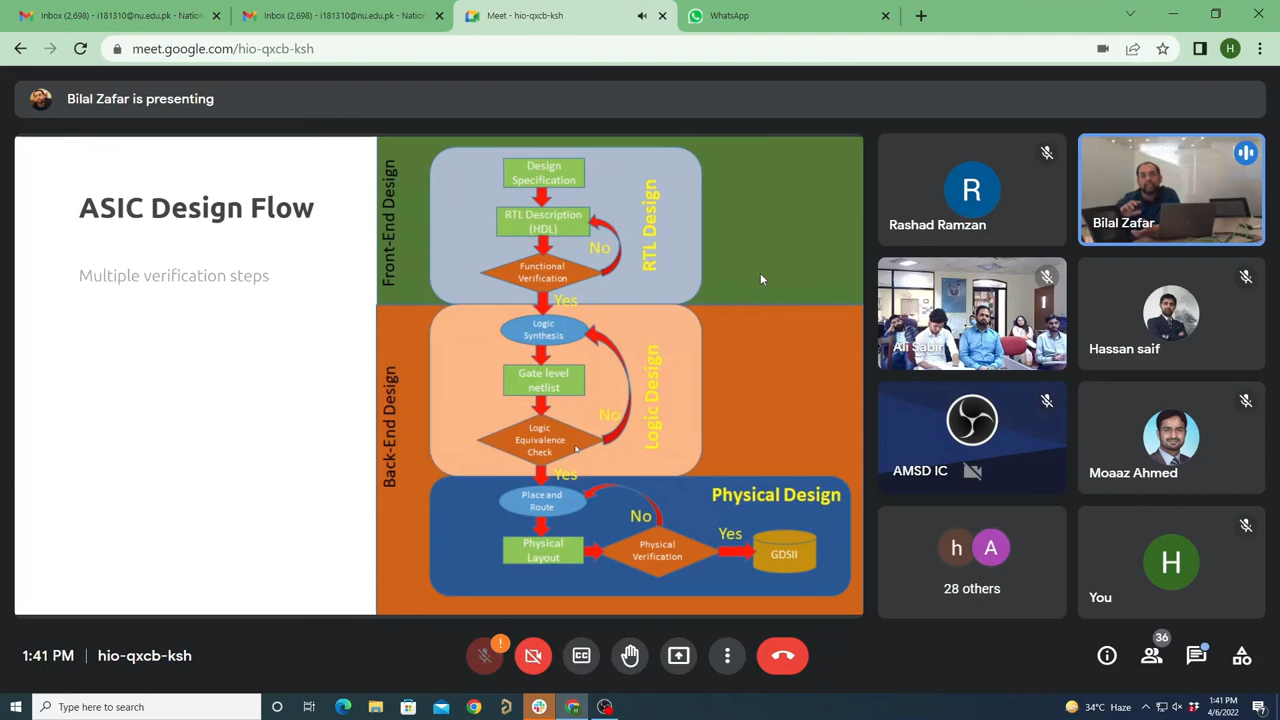 Inbox (2,698) - i181310@nu.edu.pk - Nation
Inbox (2,698) - i181310@nu.edu.pk - Nation
Meet - hio-qxcb-ksh
WhatsApp
meet.google.com/hio-qxcb-ksh
H
Bilal Zafar is presenting
ASIC Design Flow
Multiple verification steps
Front-End Design
Design
Specification
RTL Description
(HDL)
No
Functional
Verification
Yes
RTL Design
Back-End Design
Logic
Synthesis
Gate level
netlist
No
Logic
Equivalence
Check
Yes
Logic Design
Physical Design
Place and
Route
No
Physical
Layout
Physical
Verification
Yes
GDSII
R
Rashad Ramzan
Bilal Zafar
Ali Sabir
Hassan saif
AMSD IC
Moaaz Ahmed
h
A
28 others
H
You
1:41 PM | hio-qxcb-ksh
!
CC
36
Type here to search
34°C Haze
1:41 PM
4/6/2022